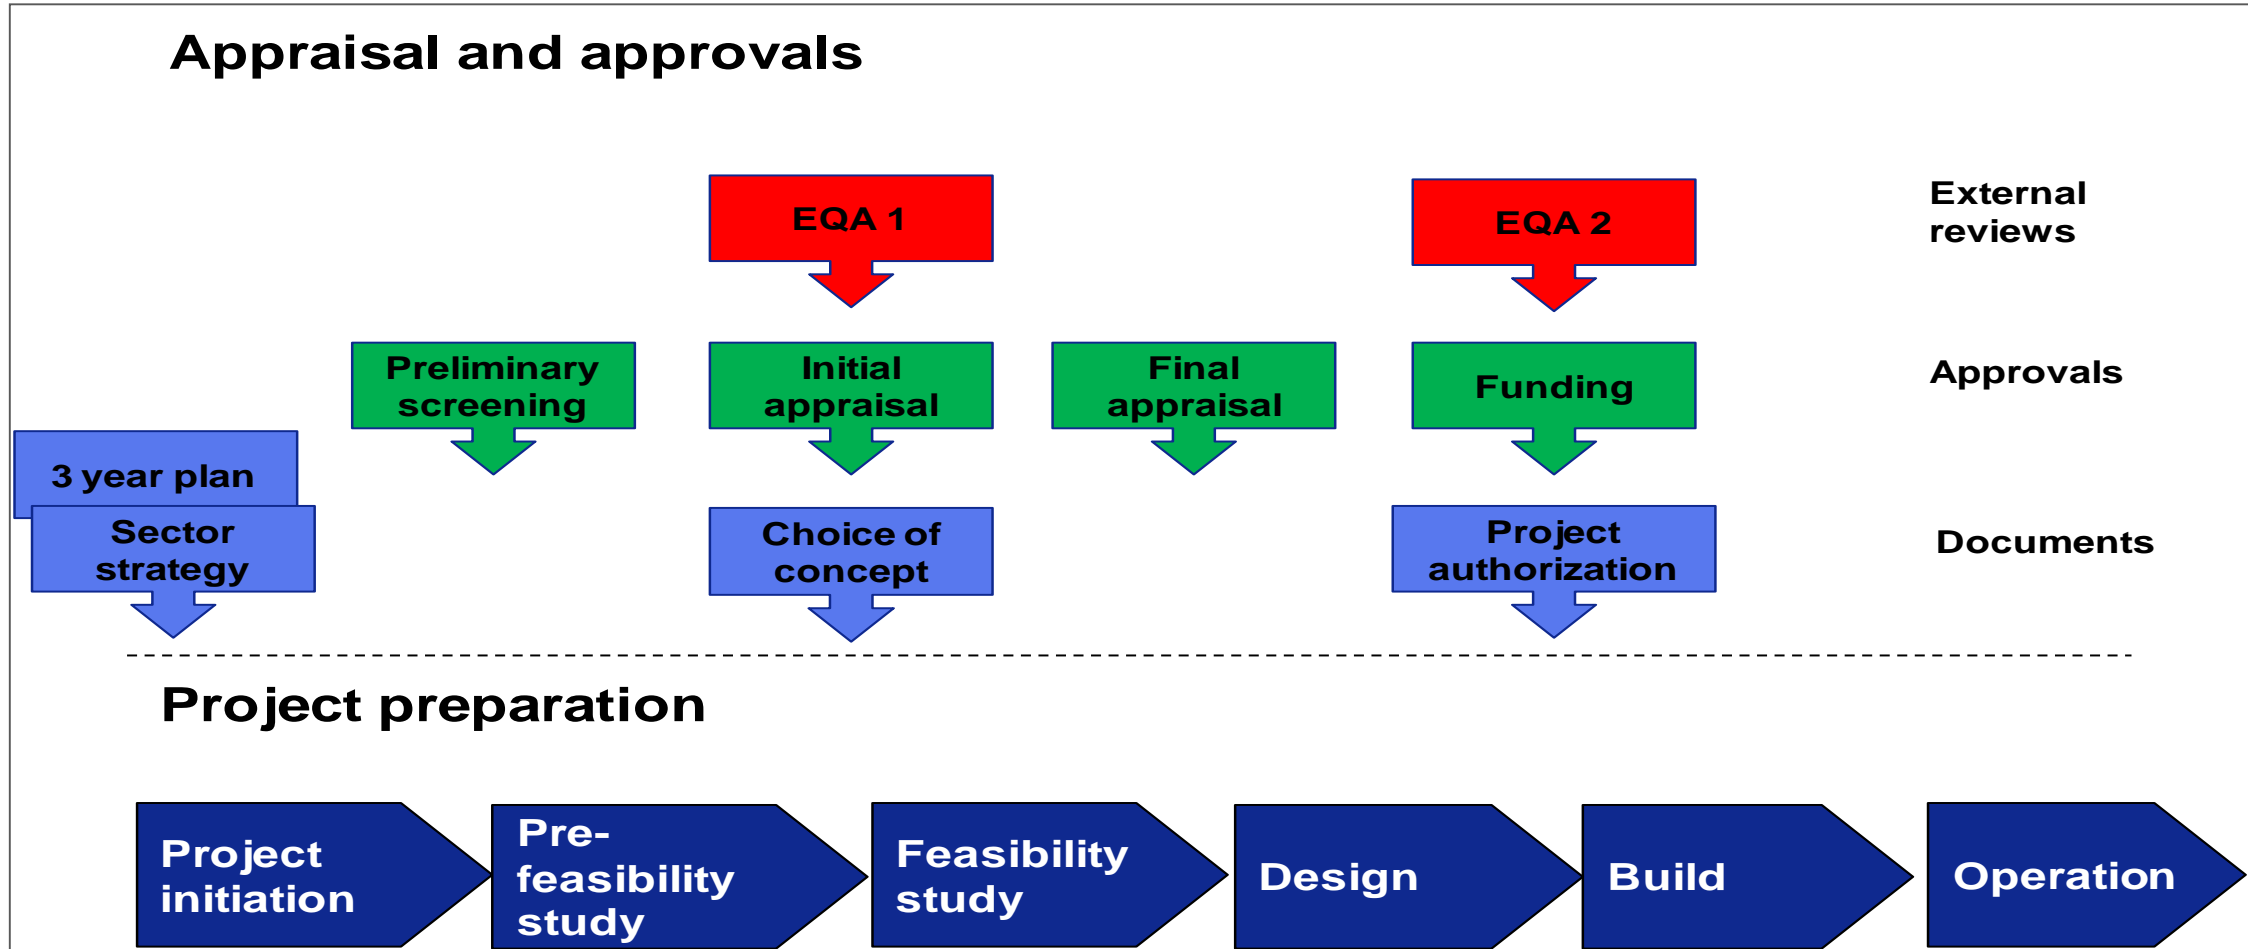 Appraisal and approvals
EQA 1
EQA 2
External
reviews
Preliminary
screening
Initial
appraisal
Final
appraisal
Funding
Approvals
3 year plan
Sector
strategy
Choice of
concept
Project
authorization
Documents
Project preparation
Project
initiation
Pre-
feasibility
study
Feasibility
study
Design
Build
Operation